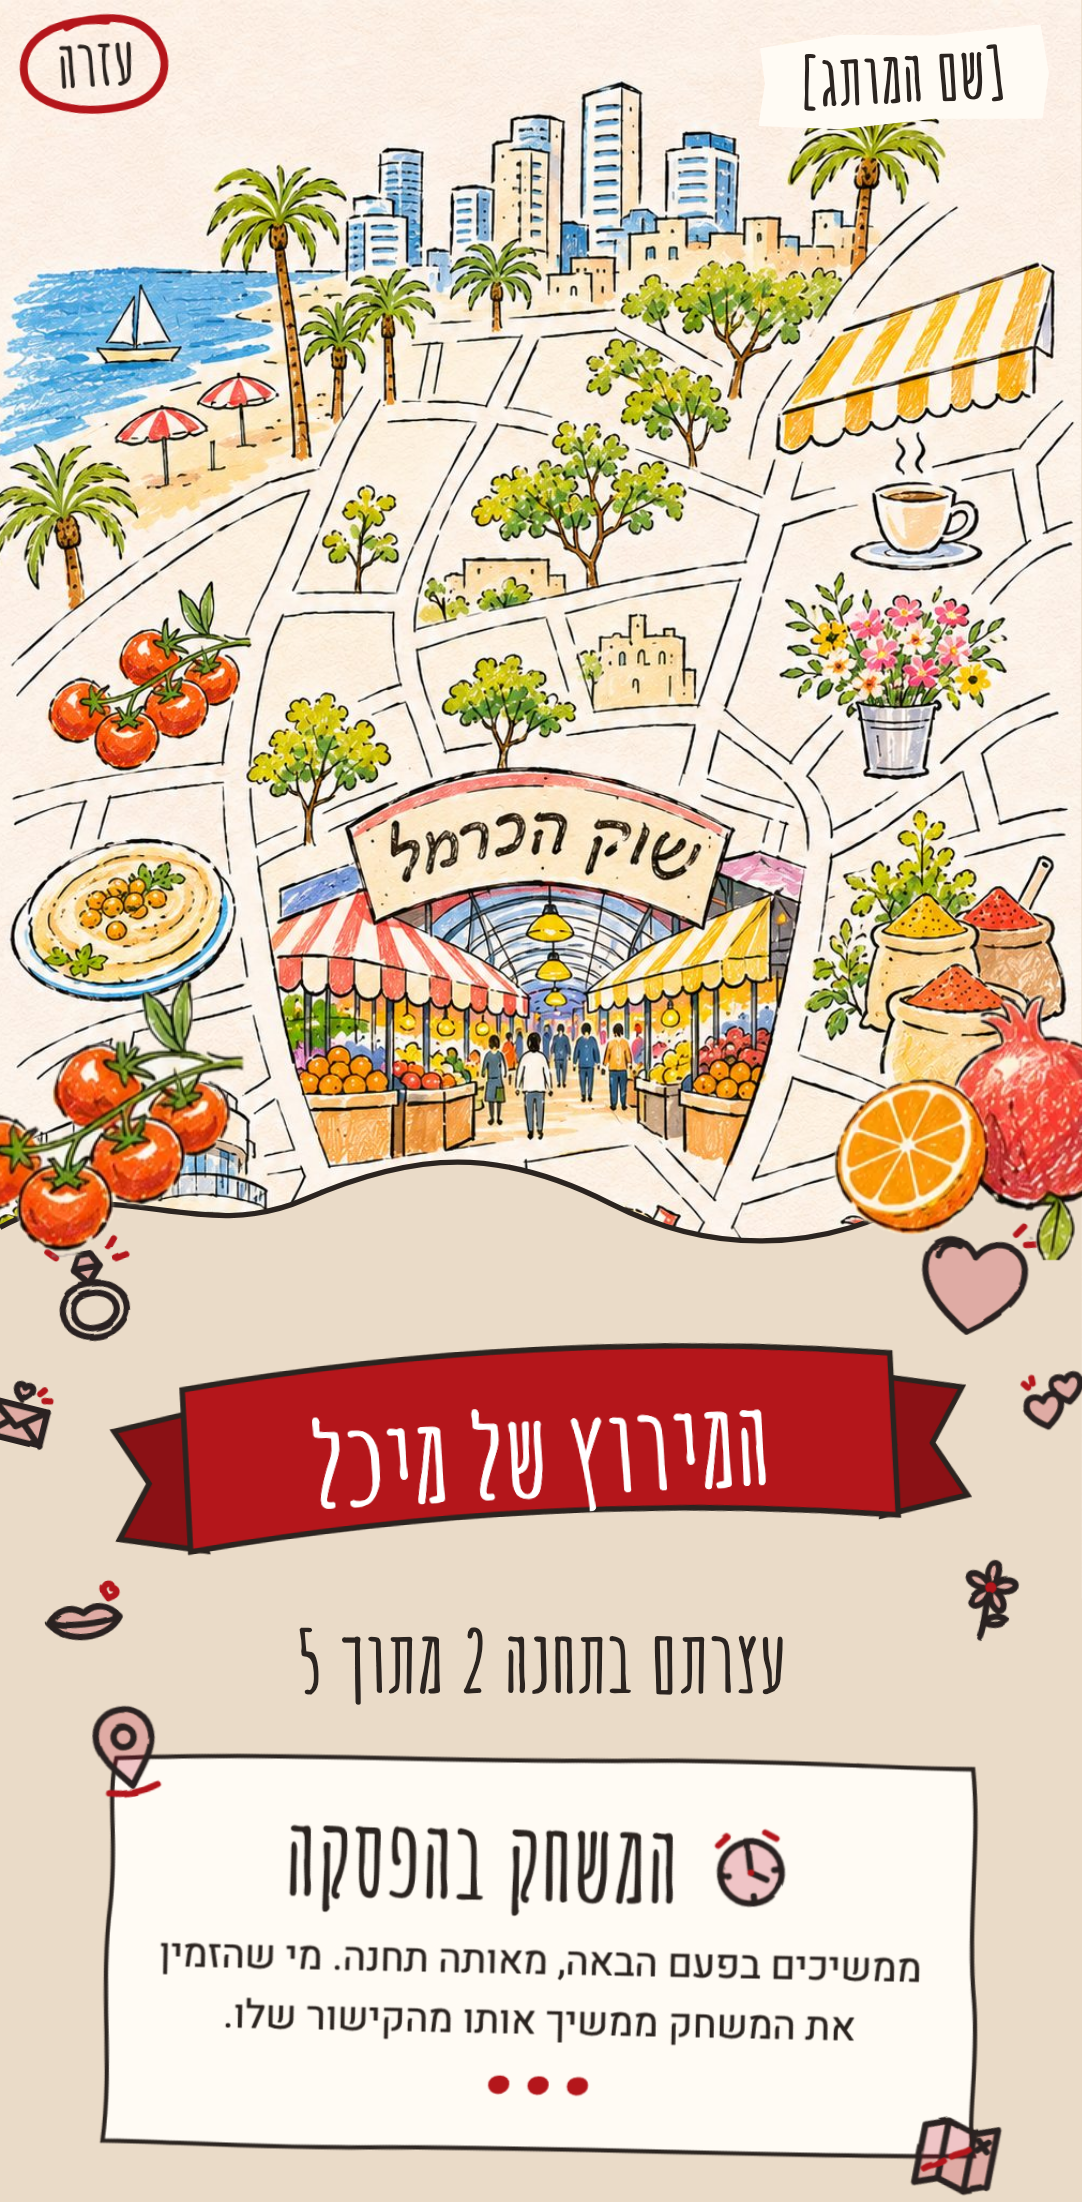 [שם המותג]
עזרה
שוק הכרמל
המירוץ של מיכל
עצרתם בתחנה 2 מתוך 5
המשחק בהפסקה
ממשיכים בפעם הבאה, מאותה תחנה. מי שהזמין
את המשחק ממשיך אותו מהקישור שלו.